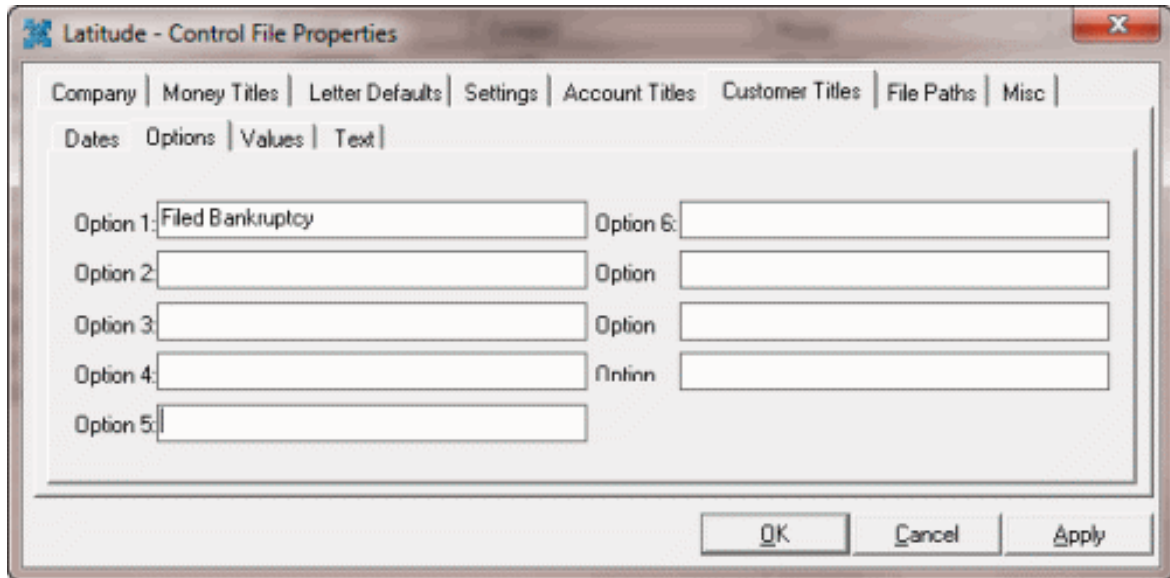 Latitude - Control File Properties
Company Money Titles Letter Defaults Settings Account Titles Customer Titles File Paths Misc
Dates Options Values Text
Option 1: Filed Bankruptcy Option 6:
Option 2: Option
Option 3: Option
Option 4: Option
Option 5:
OK Cancel Apply